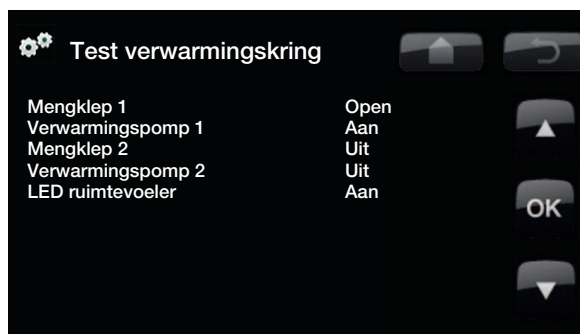 Test verwarmingskring
Mengklep 1 Open
Verwarmingspomp 1 Aan
Mengklep 2 Uit
Verwarmingspomp 2 Uit
LED ruimtevoeler Aan
OK